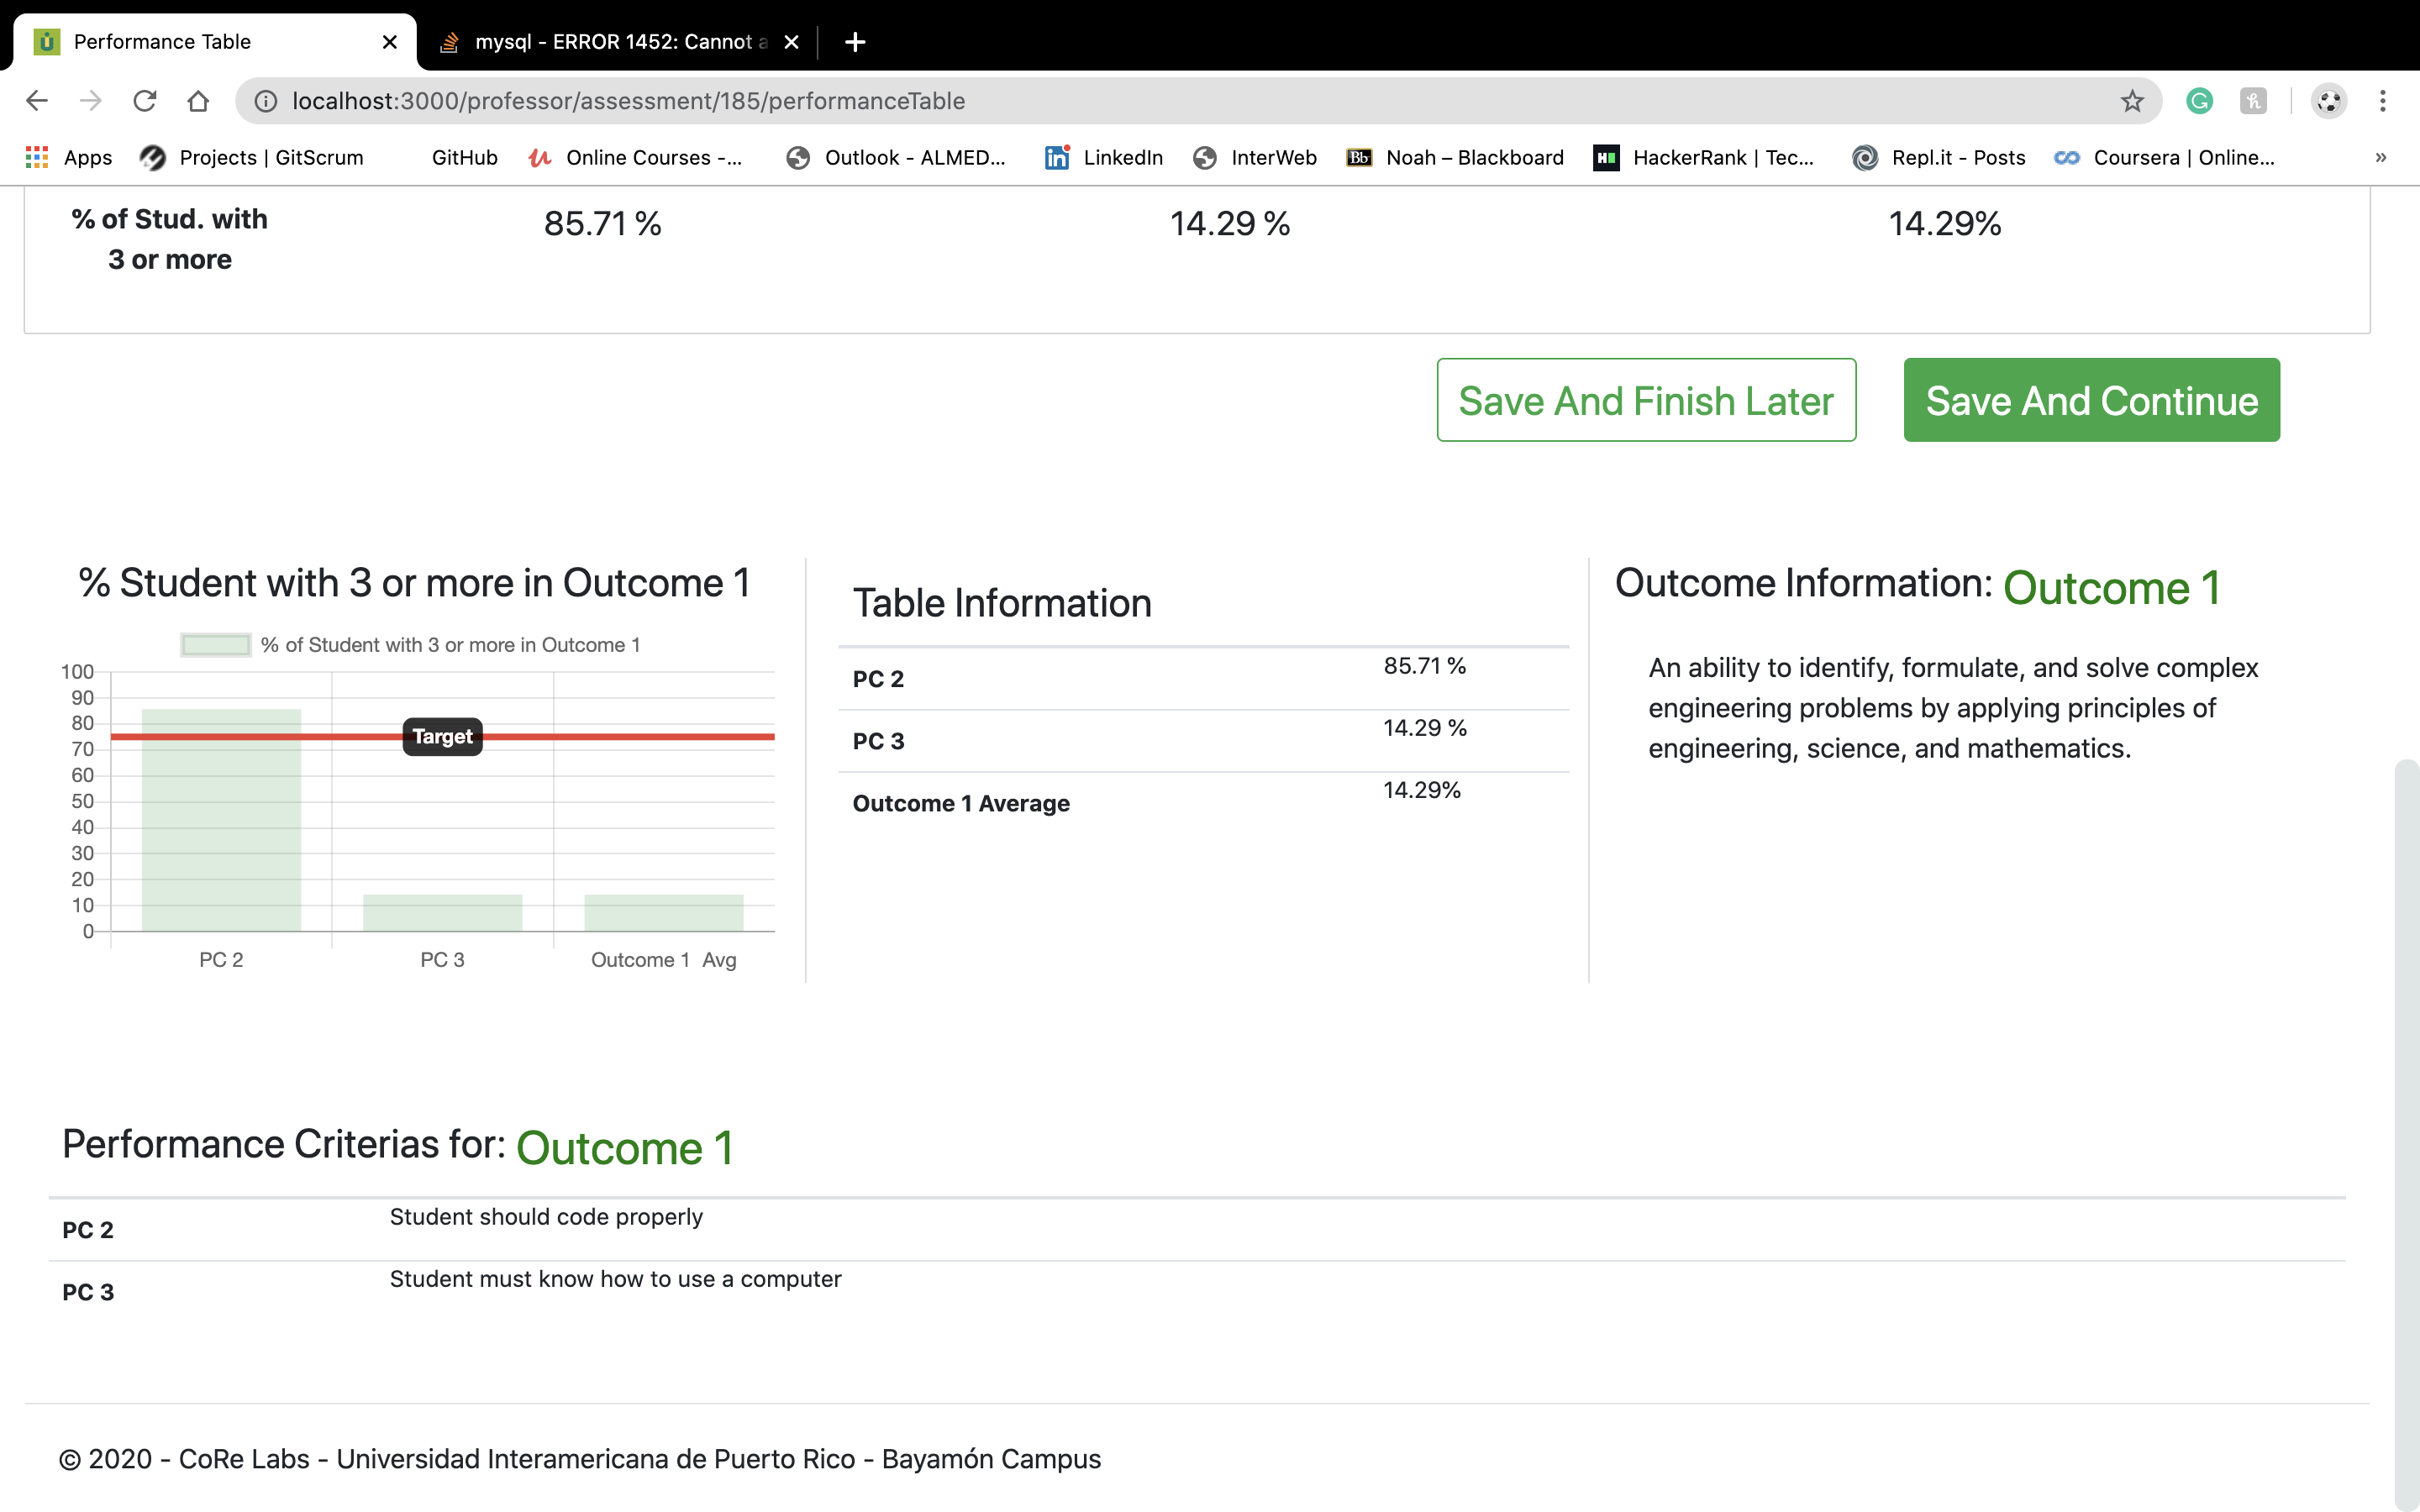 Performance Table
mysql - ERROR 1452: Cannot a
localhost:3000/professor/assessment/185/performanceTable
Apps
Projects | GitScrum
GitHub
Online Courses -...
Outlook - ALMED...
LinkedIn
InterWeb
Bb
Noah – Blackboard
HackerRank | Tec...
Repl.it - Posts
Coursera | Online...
»
% of Stud. with
3 or more
85.71 %
14.29 %
14.29%
Save And Finish Later
Save And Continue
% Student with 3 or more in Outcome 1
% of Student with 3 or more in Outcome 1
100
90
80
70
60
50
40
30
20
10
0
Target
PC 2
PC 3
Outcome 1 Avg
Table Information
PC 2 85.71 %
PC 3 14.29 %
Outcome 1 Average 14.29%
Outcome Information: Outcome 1
An ability to identify, formulate, and solve complex
engineering problems by applying principles of
engineering, science, and mathematics.
Performance Criterias for: Outcome 1
PC 2 Student should code properly
PC 3 Student must know how to use a computer
© 2020 - CoRe Labs - Universidad Interamericana de Puerto Rico - Bayamón Campus